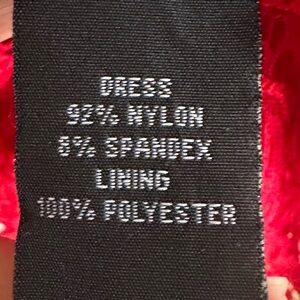 DRESS
92% NYLON
8% SPANDEX
LINING
100% POLYESTER